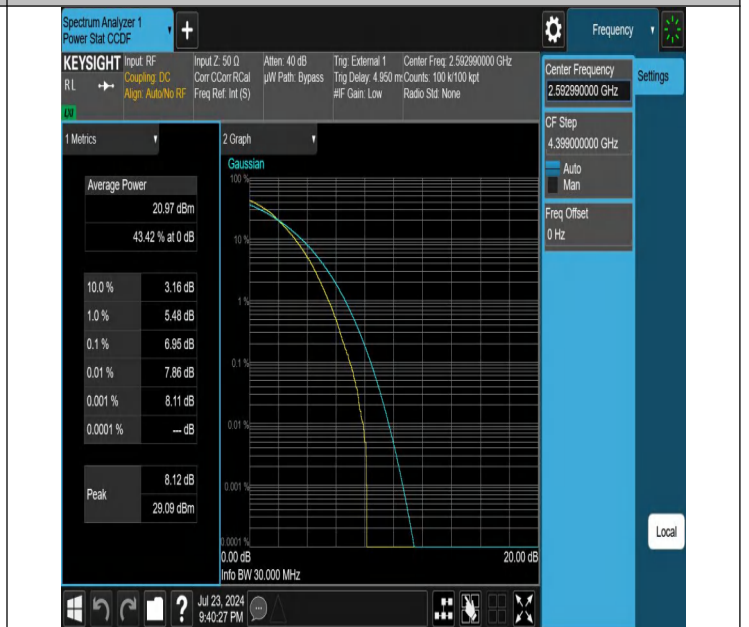 Spectrum Analyzer 1
Power Stat CCDF
+
Frequency
KEYSIGHT
RL
Input: RF
Coupling: DC
Align: Auto/No RF
Input Z: 50 Ω
Corr CCorr RCal
Freq Ref: Int (S)
Atten: 40 dB
µW Path: Bypass
Trig: External 1
Trig Delay: 4.950 ms
#IF Gain: Low
Center Freq: 2.592990000 GHz
Counts: 100 k/100 kpt
Radio Std: None
Center Frequency
2.592990000 GHz
Settings
CF Step
4.399000000 GHz
Auto
Man
Freq Offset
0 Hz
1 Metrics
Average Power
20.97 dBm
43.42 % at 0 dB
10.0 % 3.16 dB
1.0 % 5.48 dB
0.1 % 6.95 dB
0.01 % 7.86 dB
0.001 % 8.11 dB
0.0001 % --- dB
Peak
8.12 dB
29.09 dBm
2 Graph
Gaussian
100 %
10 %
1 %
0.1 %
0.01 %
0.001 %
0.0001 %
0.00 dB 20.00 dB
Info BW 30.000 MHz
Local
?
Jul 23, 2024
9:40:27 PM